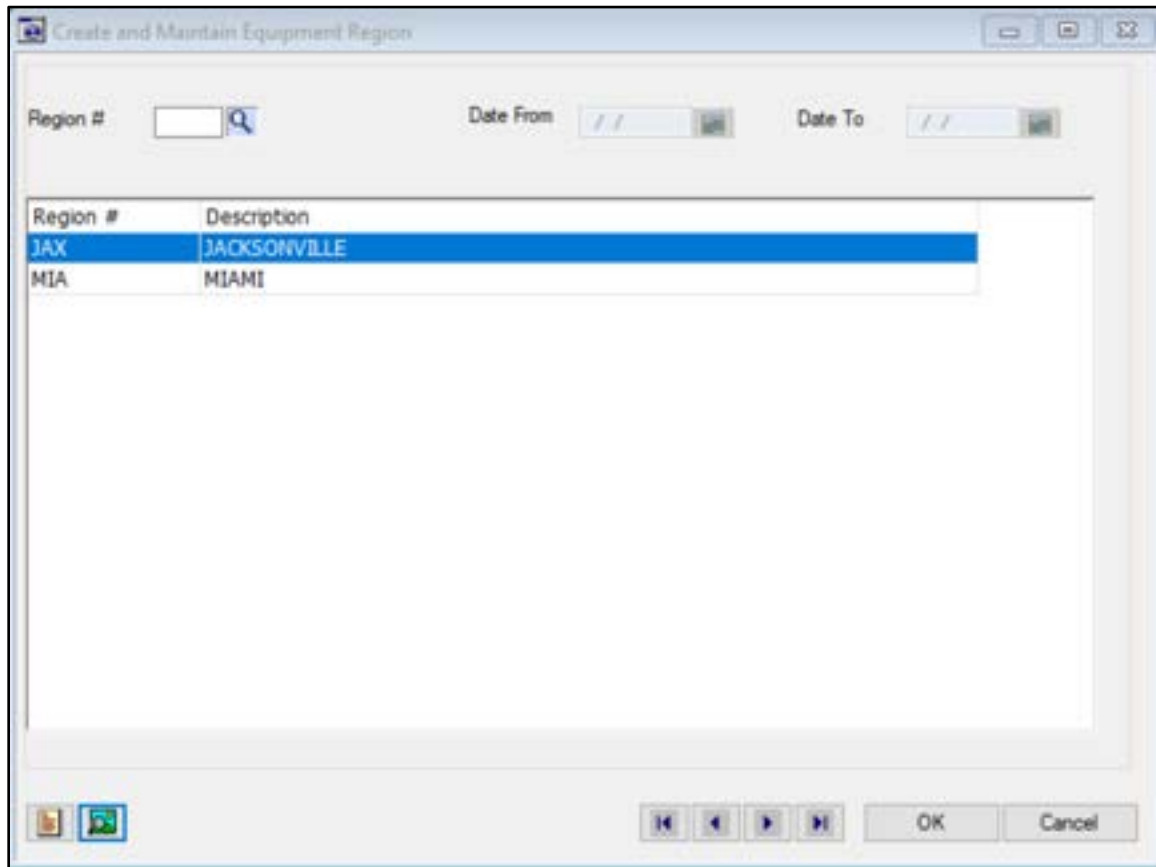 Create and Maintain Equipment Region
Region # Date From / / Date To / /
Region # Description
JAX JACKSONVILLE
MIA MIAMI
OK Cancel